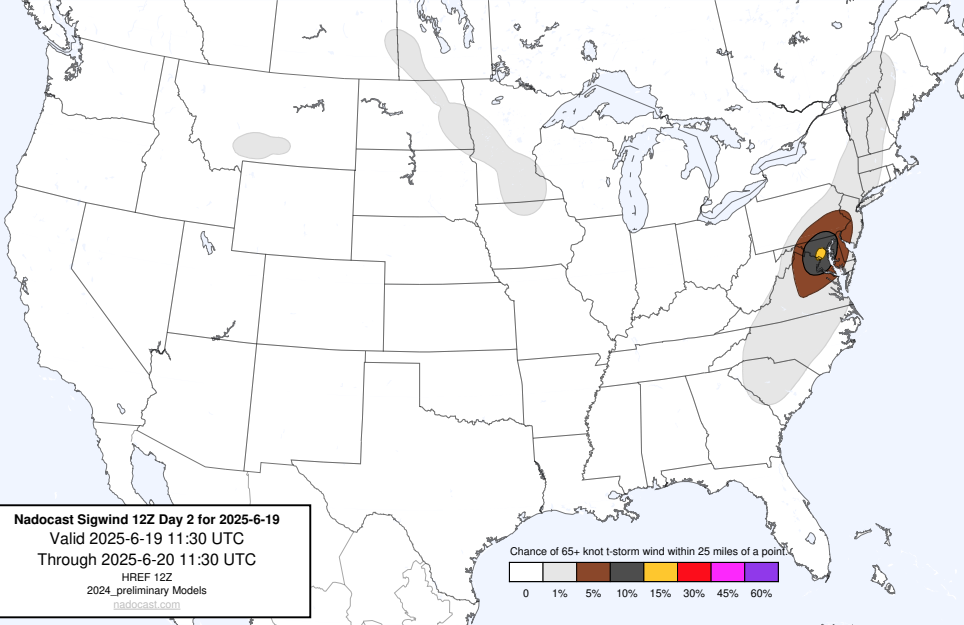 Nadocast Sigwind 12Z Day 2 for 2025-6-19
Valid 2025-6-19 11:30 UTC
Through 2025-6-20 11:30 UTC
HREF 12Z
2024_preliminary Models
nadocast.com
Chance of 65+ knot t-storm wind within 25 miles of a point.
0 1% 5% 10% 15% 30% 45% 60%